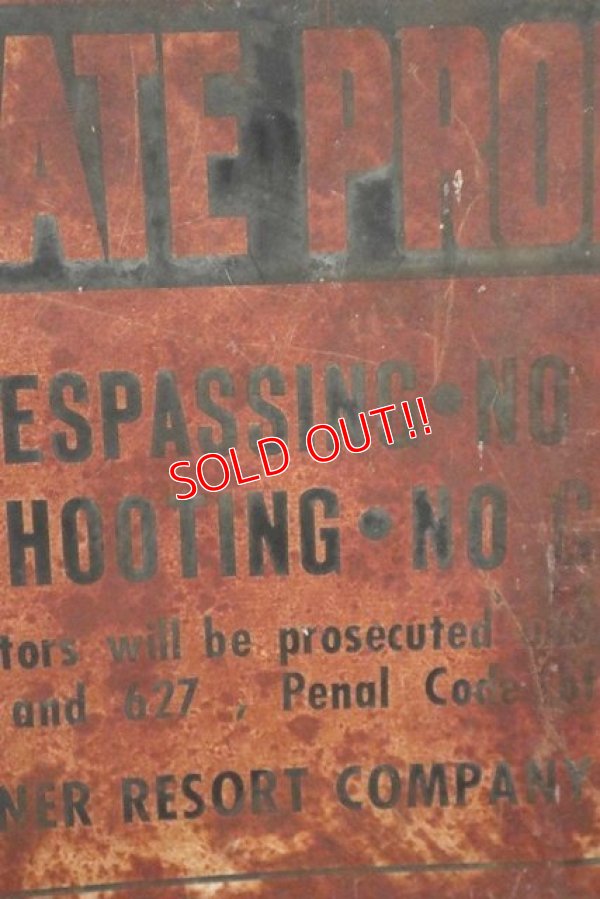 ATE PRO
ESPASSING•NO
SOLD OUT!!
HOOTING•NO G
tors will be prosecuted
and 627 , Penal Code of
NER RESORT COMPANY